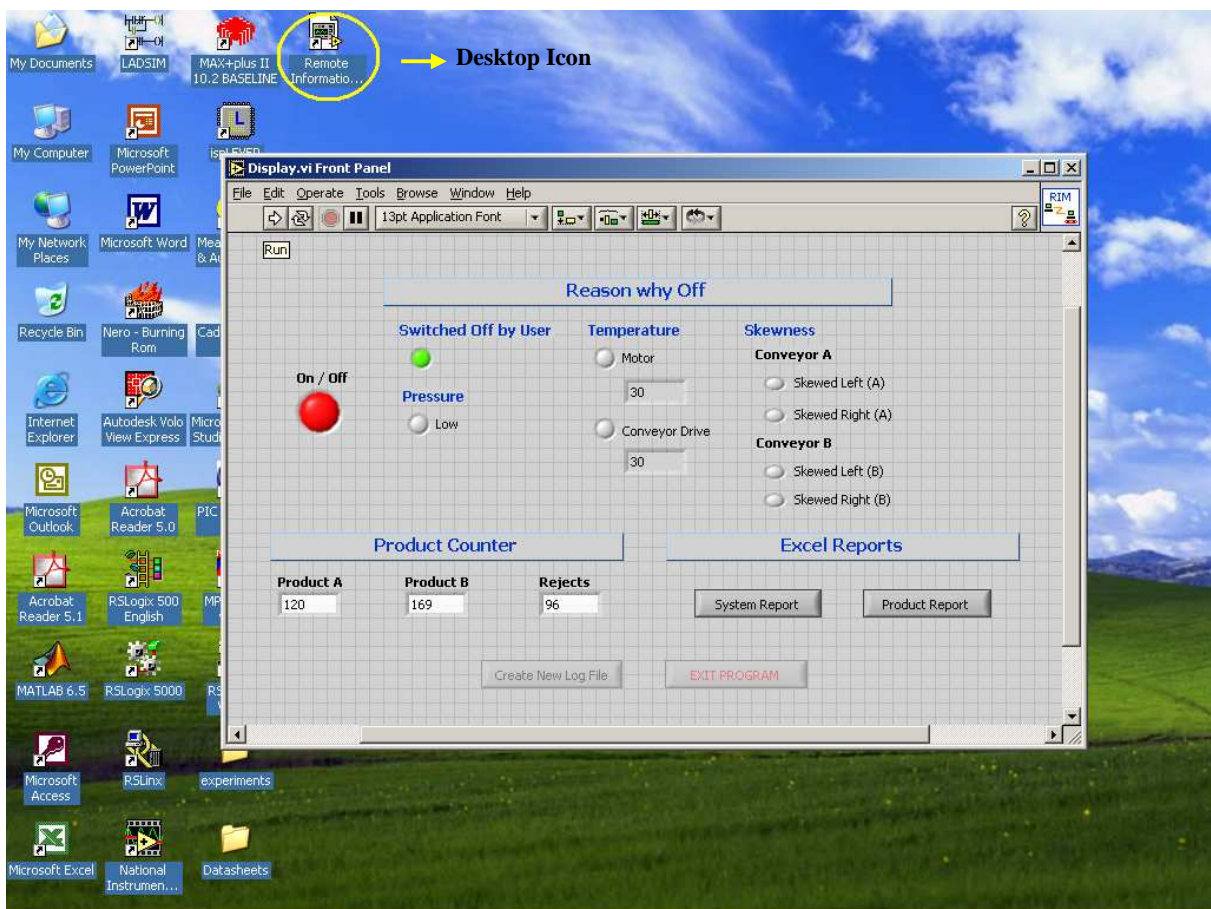 My Documents
LADSIM
MAX+plus II
10.2 BASELINE
Remote
Informatio...
Desktop Icon
My Computer
Microsoft
PowerPoint
My Network
Places
Microsoft Word
Recycle Bin
Nero - Burning
Rom
Internet
Explorer
Autodesk Volo
View Express
Microsoft
Outlook
Acrobat
Reader 5.0
PIC
Acrobat
Reader 5.1
RSLogix 500
English
MATLAB 6.5
RSLogix 5000
Microsoft
Access
RSLinx
experiments
Microsoft Excel
National
Instrumen...
Datasheets
Display.vi Front Panel
File Edit Operate Tools Browse Window Help
13pt Application Font
RIM
Run
Reason why Off
Switched Off by User
Temperature
Skewness
Motor
Conveyor A
On / Off
30
Skewed Left (A)
Pressure
Low
Skewed Right (A)
Conveyor Drive
Conveyor B
30
Skewed Left (B)
Skewed Right (B)
Product Counter
Excel Reports
Product A
Product B
Rejects
120
169
96
System Report
Product Report
Create New Log File
EXIT PROGRAM